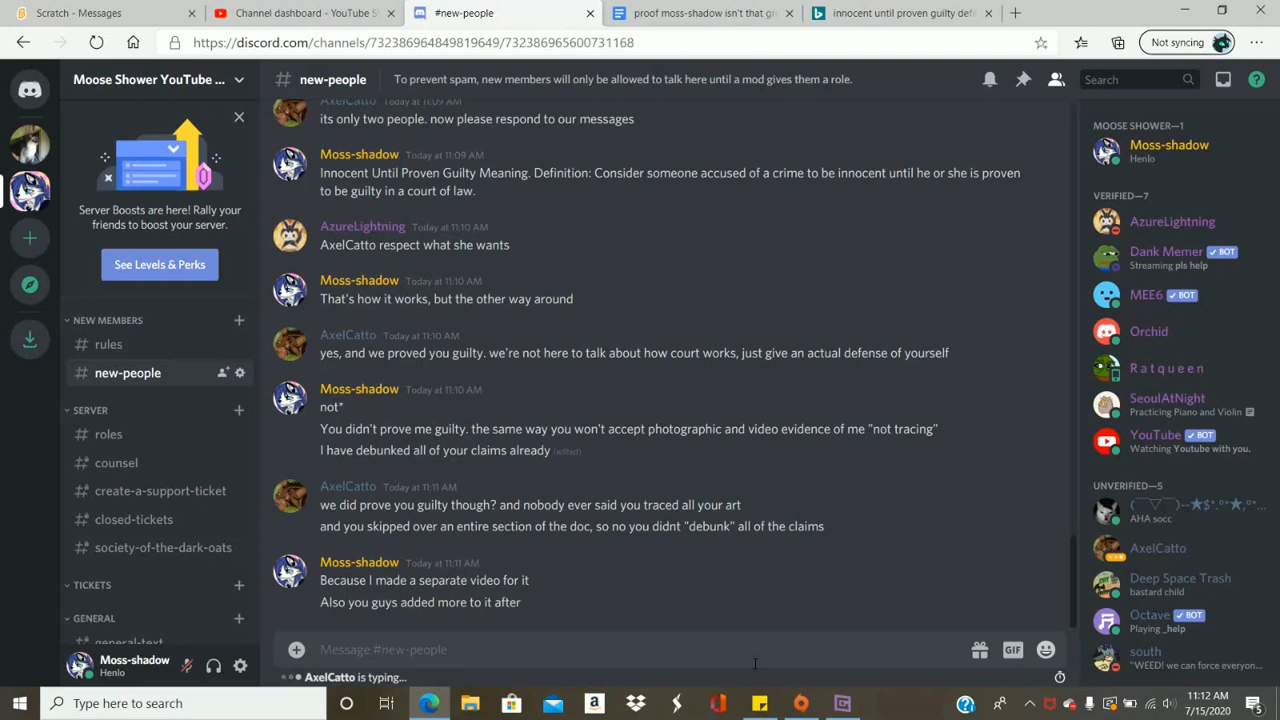 Scratch - Messages
Channel dashboard - YouTube S
#new-people
proof moss-shadow isn't that gr
innocent until proven guilty defi
https://discord.com/channels/732386964849819649/732386965600731168
Not syncing
Moose Shower YouTube ...
new-people
To prevent spam, new members will only be allowed to talk here until a mod gives them a role.
Search
Server Boosts are here! Rally your
friends to boost your server.
See Levels & Perks
NEW MEMBERS
rules
new-people
SERVER
roles
counsel
create-a-support-ticket
closed-tickets
society-of-the-dark-oats
TICKETS
GENERAL
general-text
Moss-shadow
Henlo
AxelCatto Today at 11:09 AM
its only two people. now please respond to our messages
Moss-shadow Today at 11:09 AM
Innocent Until Proven Guilty Meaning. Definition: Consider someone accused of a crime to be innocent until he or she is proven
to be guilty in a court of law.
AzureLightning Today at 11:10 AM
AxelCatto respect what she wants
Moss-shadow Today at 11:10 AM
That's how it works, but the other way around
AxelCatto Today at 11:10 AM
yes, and we proved you guilty. we're not here to talk about how court works, just give an actual defense of yourself
Moss-shadow Today at 11:10 AM
not*
You didn't prove me guilty. the same way you won't accept photographic and video evidence of me "not tracing"
I have debunked all of your claims already (edited)
AxelCatto Today at 11:11 AM
we did prove you guilty though? and nobody ever said you traced all your art
and you skipped over an entire section of the doc, so no you didnt "debunk" all of the claims
Moss-shadow Today at 11:11 AM
Because I made a separate video for it
Also you guys added more to it after
Message #new-people
GIF
AxelCatto is typing...
MOOSE SHOWER—1
Moss-shadow
Henlo
VERIFIED—7
AzureLightning
Dank Memer BOT
Streaming pls help
MEE6 BOT
Orchid
R a t q u e e n
SeoulAtNight
Practicing Piano and Violin
YouTube BOT
Watching Youtube with you.
UNVERIFIED—5
AHA socc
AxelCatto
Deep Space Trash
bastard child
Octave BOT
Playing _help
south
"WEED! we can force everyon...
Type here to search
11:12 AM
7/15/2020
5